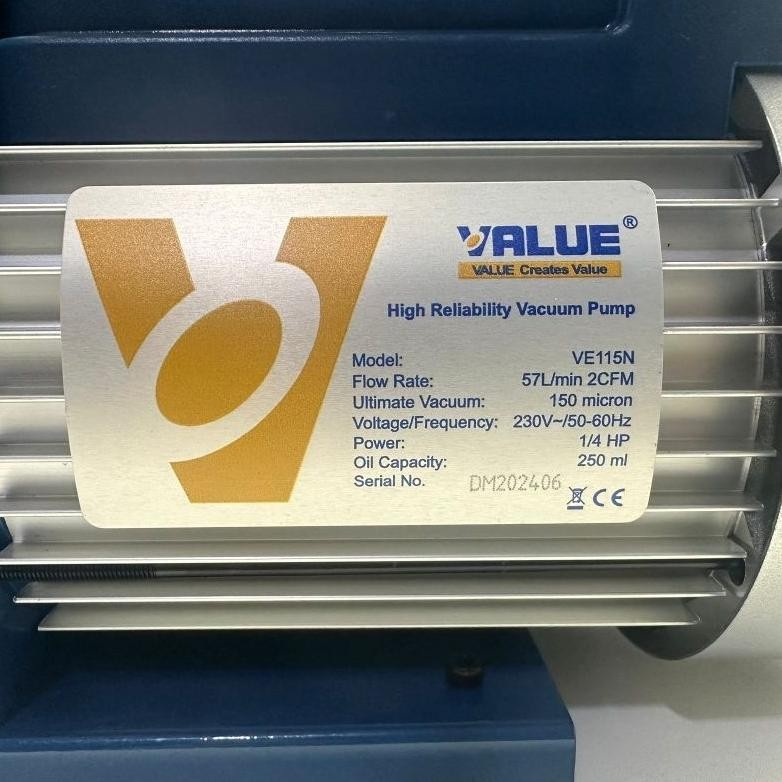 VALUE®
VALUE Creates Value
High Reliability Vacuum Pump
Model: VE115N
Flow Rate: 57L/min 2CFM
Ultimate Vacuum: 150 micron
Voltage/Frequency: 230V~/50-60Hz
Power: 1/4 HP
Oil Capacity: 250 ml
Serial No. DM202406
CE